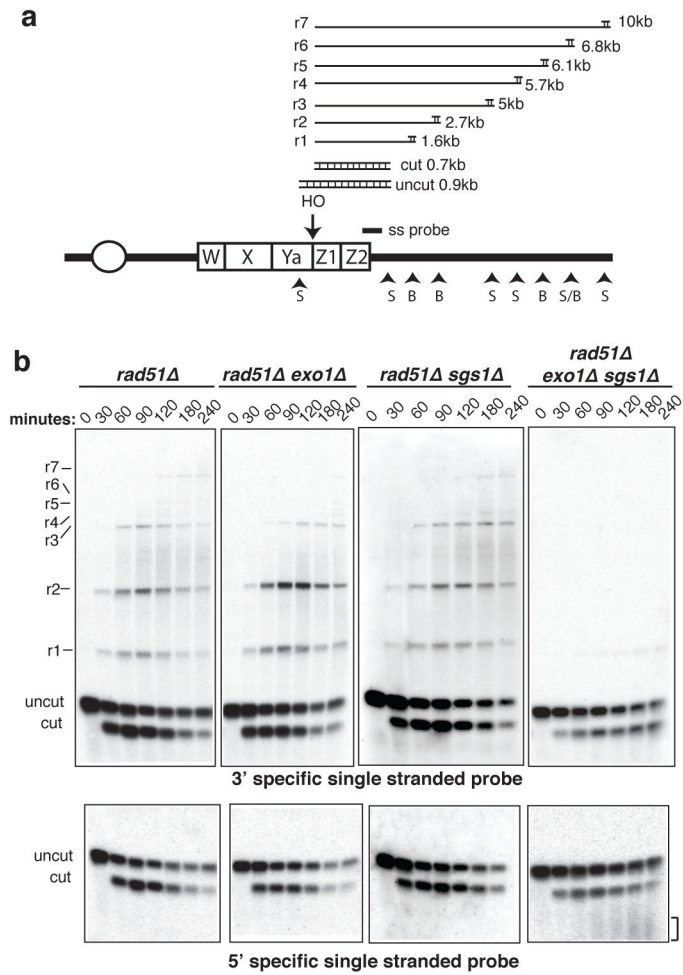 a
r7 10kb
r6 6.8kb
r5 6.1kb
r4 5.7kb
r3 5kb
r2 2.7kb
r1 1.6kb
cut 0.7kb
uncut 0.9kb
HO
ss probe
W X Ya Z1 Z2
S S B B S S B S/B S
b
rad51Δ rad51Δ exo1Δ rad51Δ sgs1Δ rad51Δ exo1Δ sgs1Δ
minutes: 0 30 60 90 120 180 240 0 30 60 90 120 180 240 0 30 60 90 120 180 240 0 30 60 90 120 180 240
r7
r6
r5
r4
r3
r2
r1
uncut
cut
3’ specific single stranded probe
uncut
cut
5’ specific single stranded probe